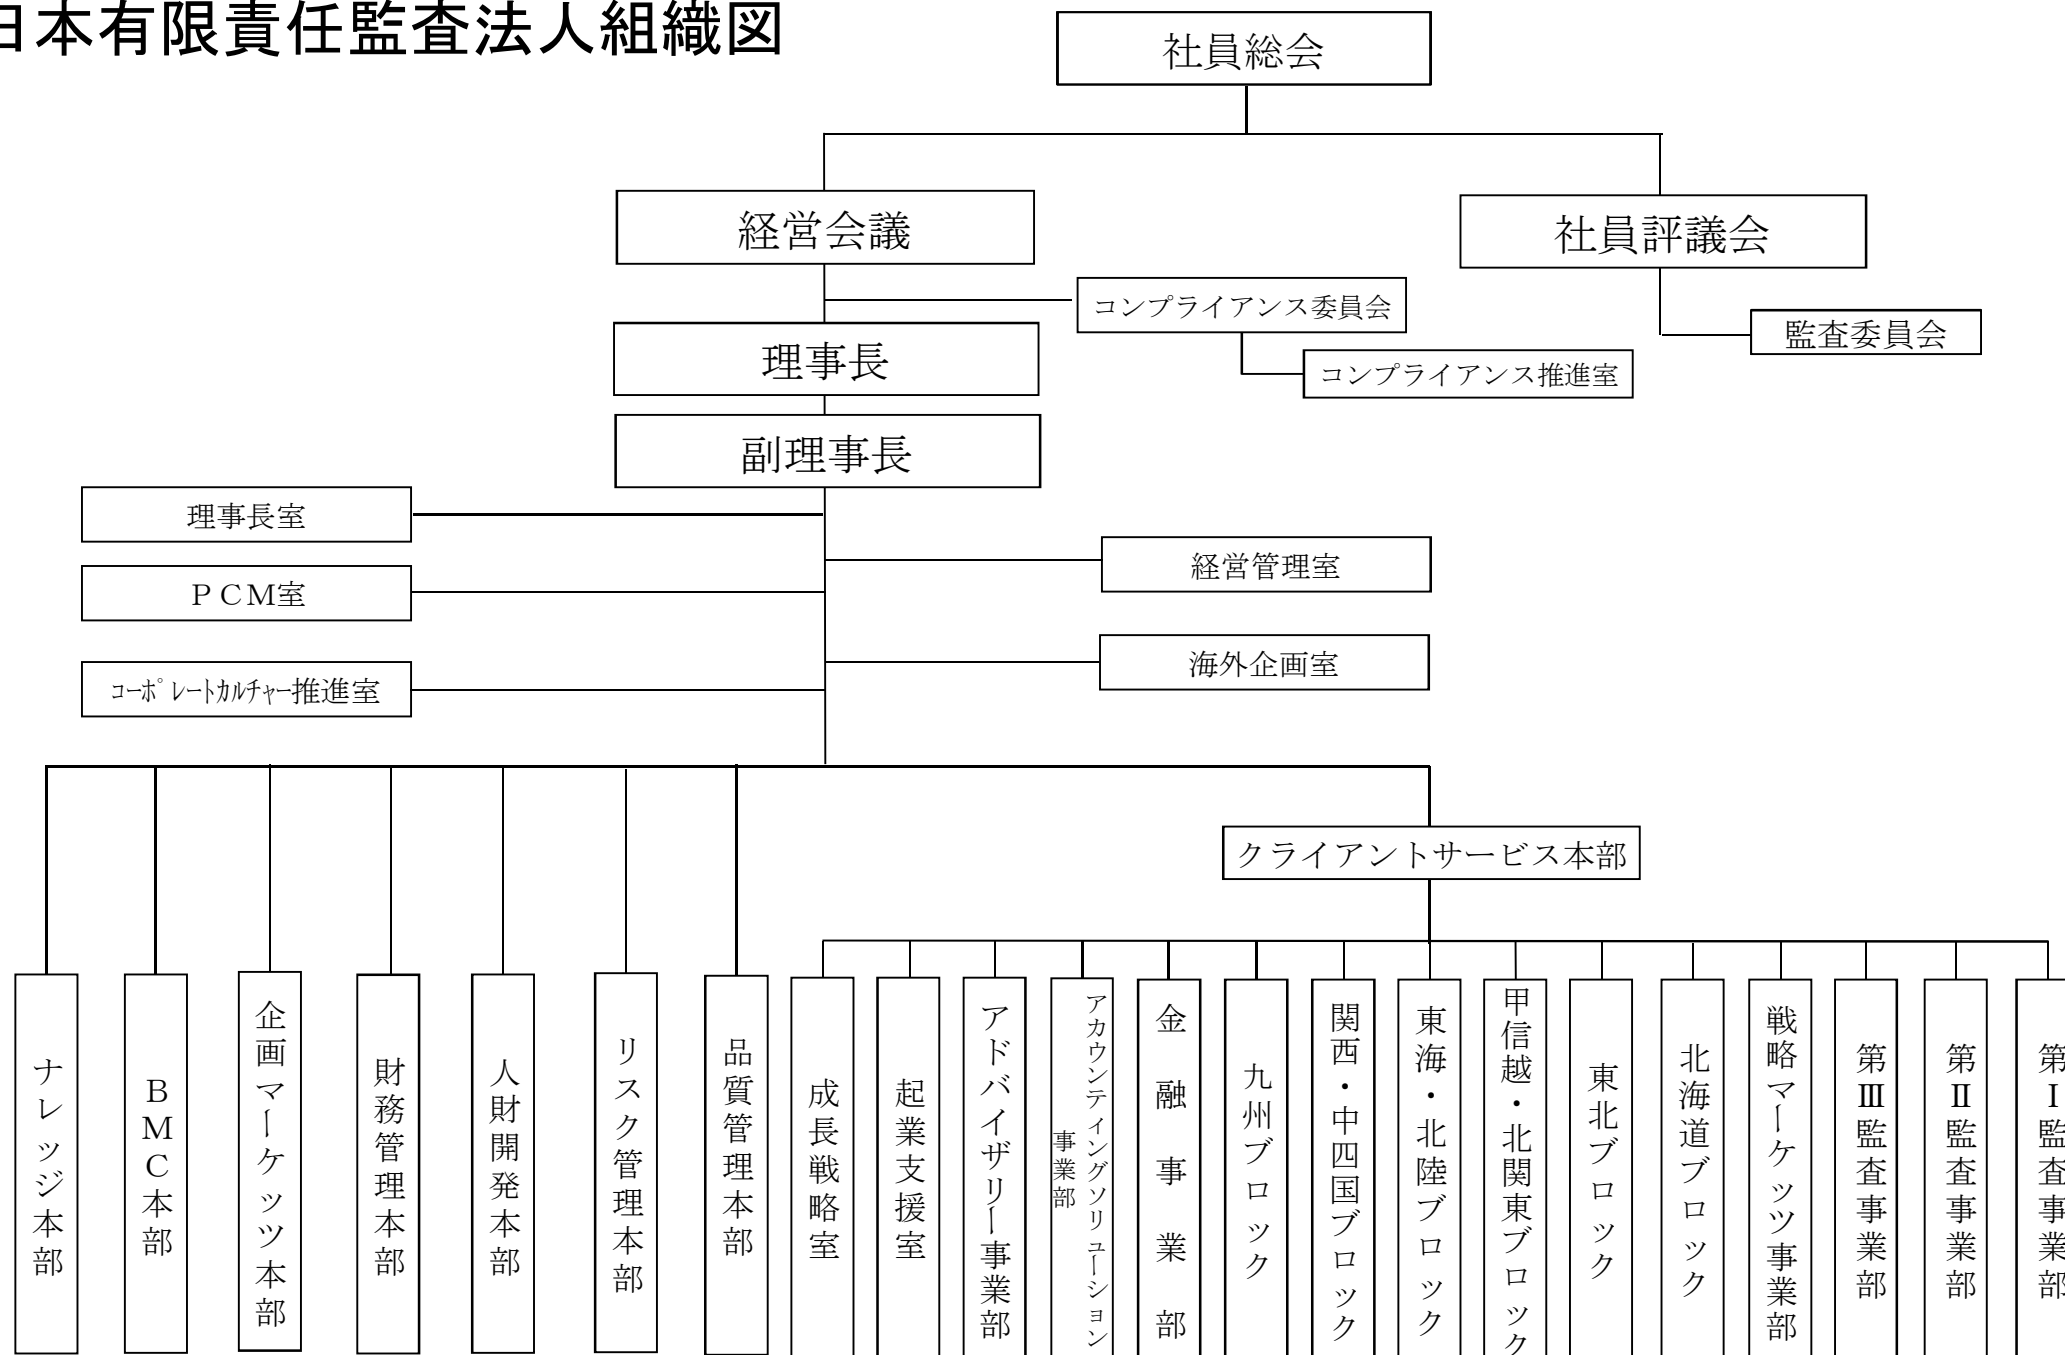 日本有限責任監査法人組織図
社員総会
経営会議
社員評議会
コンプライアンス委員会
監査委員会
理事長
コンプライアンス推進室
副理事長
理事長室
経営管理室
PCM室
海外企画室
コーポレートカルチャー推進室
クライアントサービス本部
ナレッジ本部
BMC本部
企画マーケッツ本部
財務管理本部
人財開発本部
リスク管理本部
品質管理本部
成長戦略室
起業支援室
アドバイザリー事業部
アカウンティングソリューション
事業部
金融事業部
九州ブロック
関西・中四国ブロック
東海・北陸ブロック
甲信越・北関東ブロック
東北ブロック
北海道ブロック
戦略マーケッツ事業部
第Ⅲ監査事業部
第Ⅱ監査事業部
第Ⅰ監査事業部